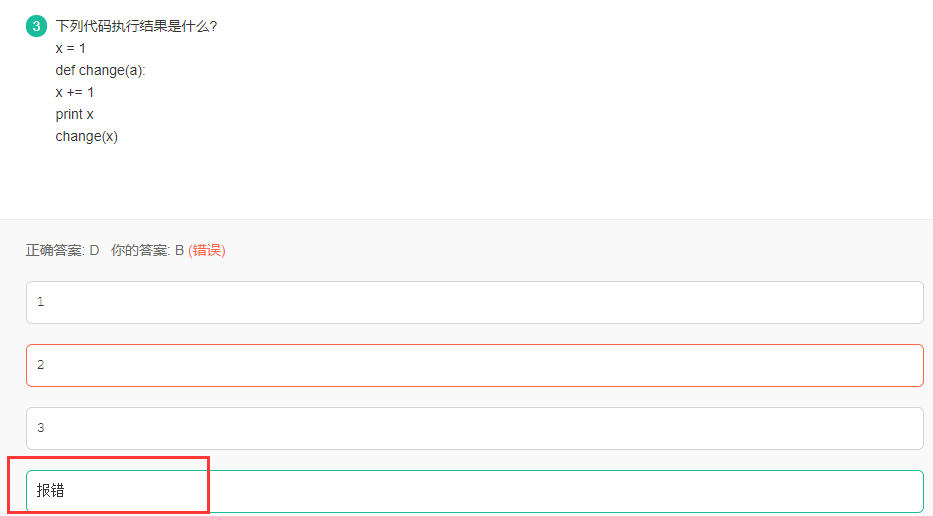 3 下列代码执行结果是什么?
x = 1
def change(a):
x += 1
print x
change(x)
正确答案: D 你的答案: B (错误)
1
2
3
报错